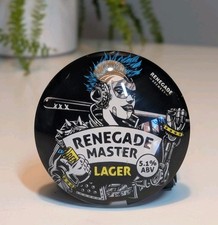 RENEGADE
xxx
RENEGADE
MASTER
LAGER
5.1%
ABV